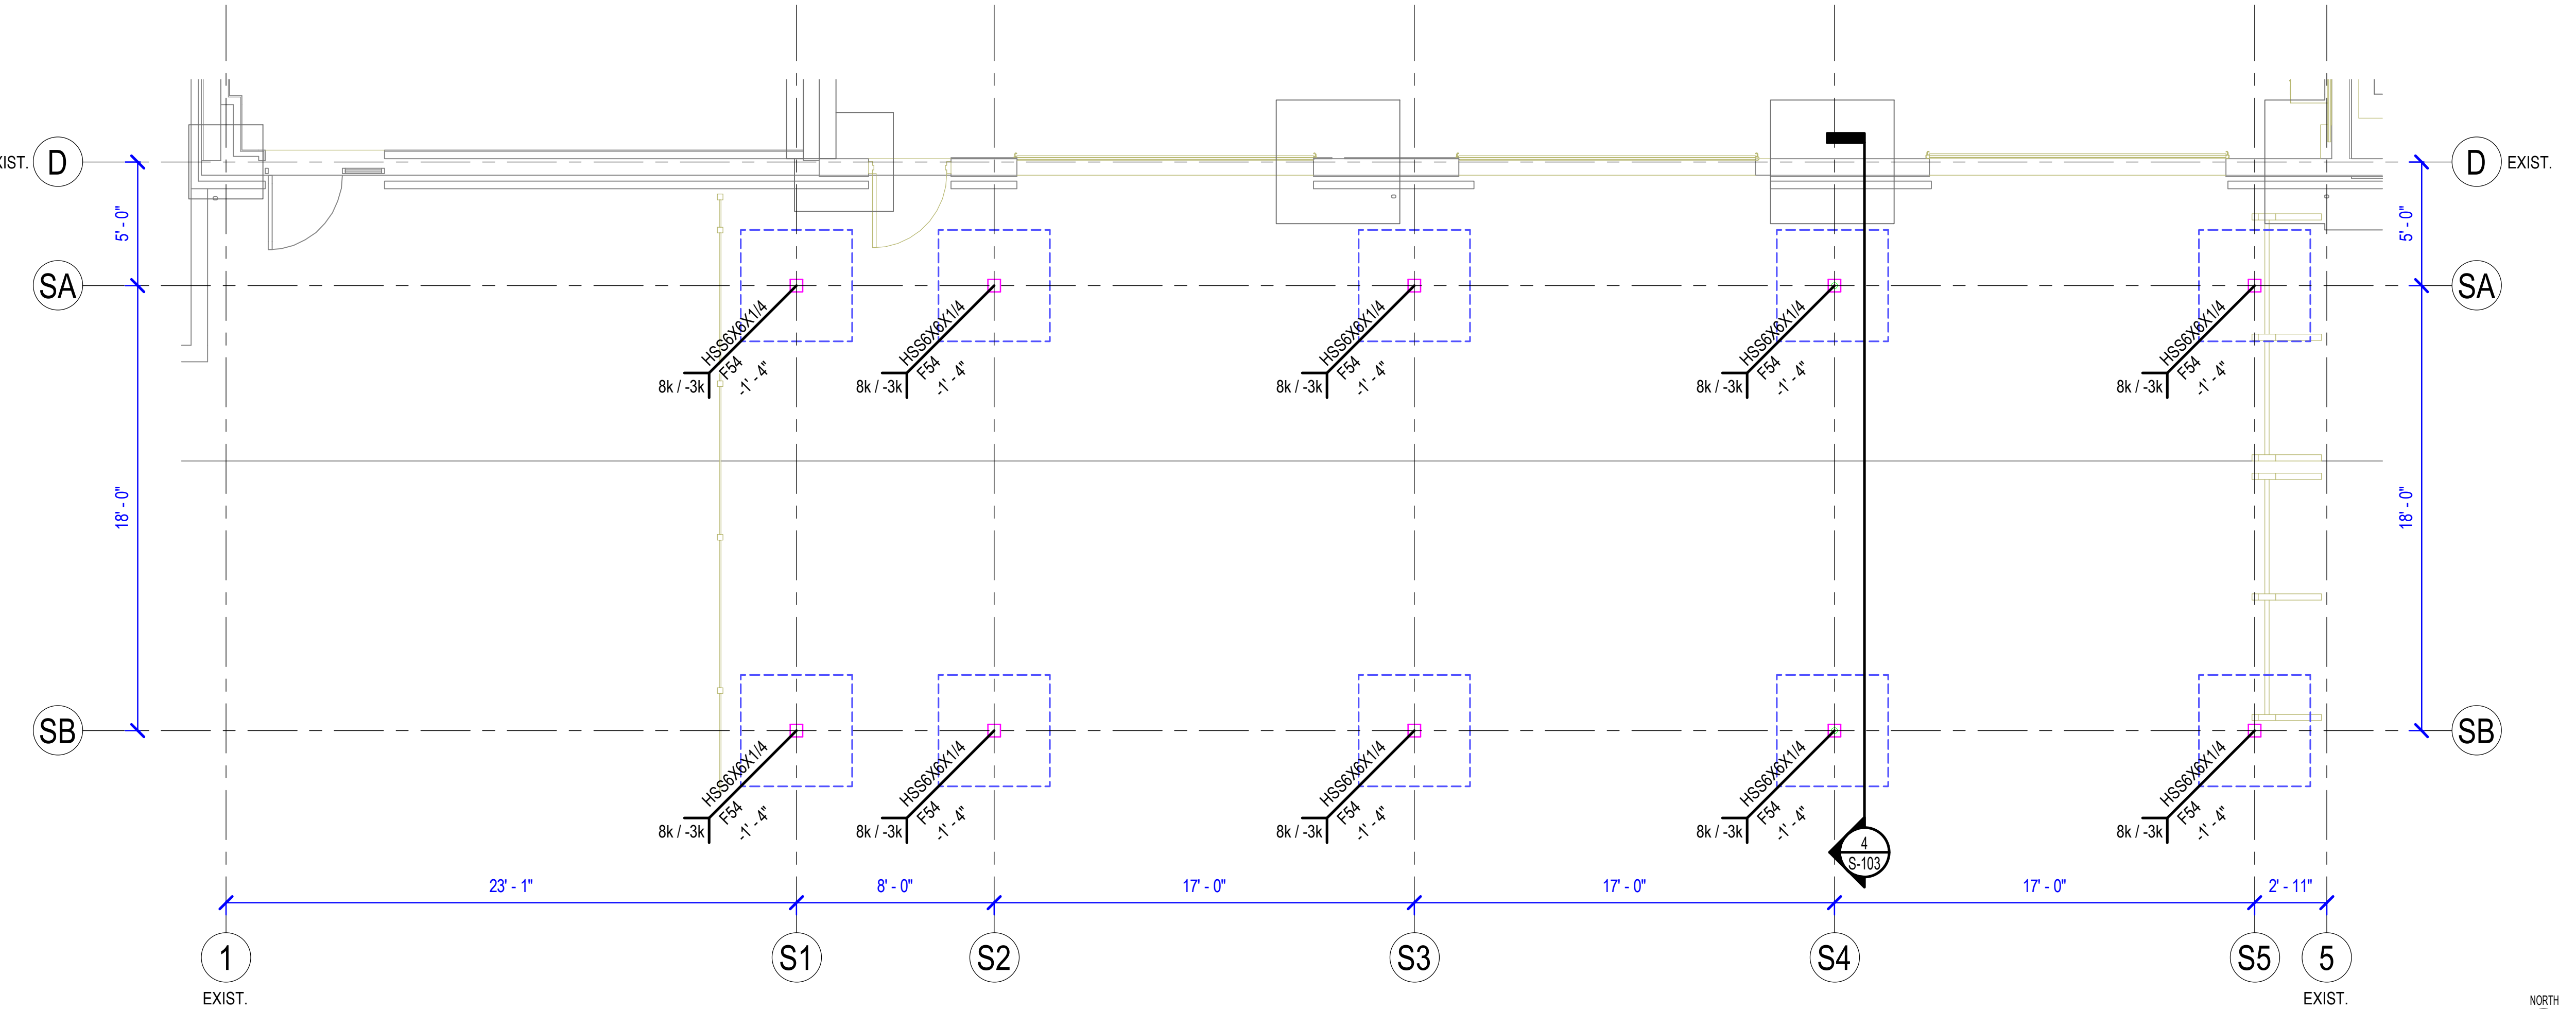 XIST.
D
D
EXIST.
5' - 0"
5' - 0"
SA
SA
HSS6X6X1/4
F54
-1' - 4"
8k / -3k
HSS6X6X1/4
F54
-1' - 4"
8k / -3k
HSS6X6X1/4
F54
-1' - 4"
8k / -3k
HSS6X6X1/4
F54
-1' - 4"
8k / -3k
HSS6X6X1/4
F54
-1' - 4"
8k / -3k
18' - 0"
18' - 0"
SB
SB
HSS6X6X1/4
F54
-1' - 4"
8k / -3k
HSS6X6X1/4
F54
-1' - 4"
8k / -3k
HSS6X6X1/4
F54
-1' - 4"
8k / -3k
HSS6X6X1/4
F54
-1' - 4"
8k / -3k
HSS6X6X1/4
F54
-1' - 4"
8k / -3k
4
S-103
23' - 1"
8' - 0"
17' - 0"
17' - 0"
17' - 0"
2' - 11"
1
S1
S2
S3
S4
S5
5
EXIST.
EXIST.
NORTH